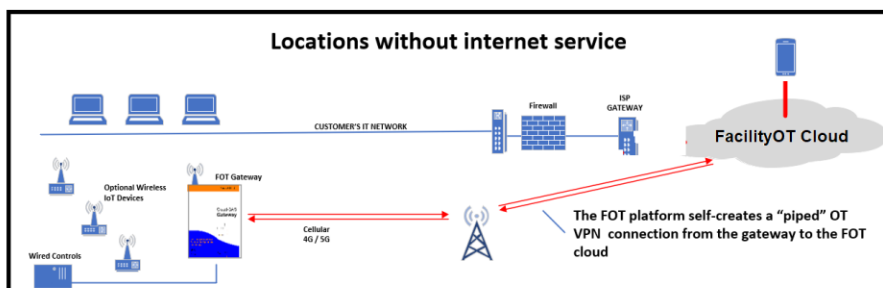 Locations without internet service
Firewall
ISP
GATEWAY
CUSTOMER'S IT NETWORK
FacilityOT Cloud
FOT Gateway
Optional Wireless
IoT Devices
Gateway
Cellular
4G / 5G
Wired Controls
The FOT platform self-creates a “piped” OT
VPN connection from the gateway to the FOT
cloud